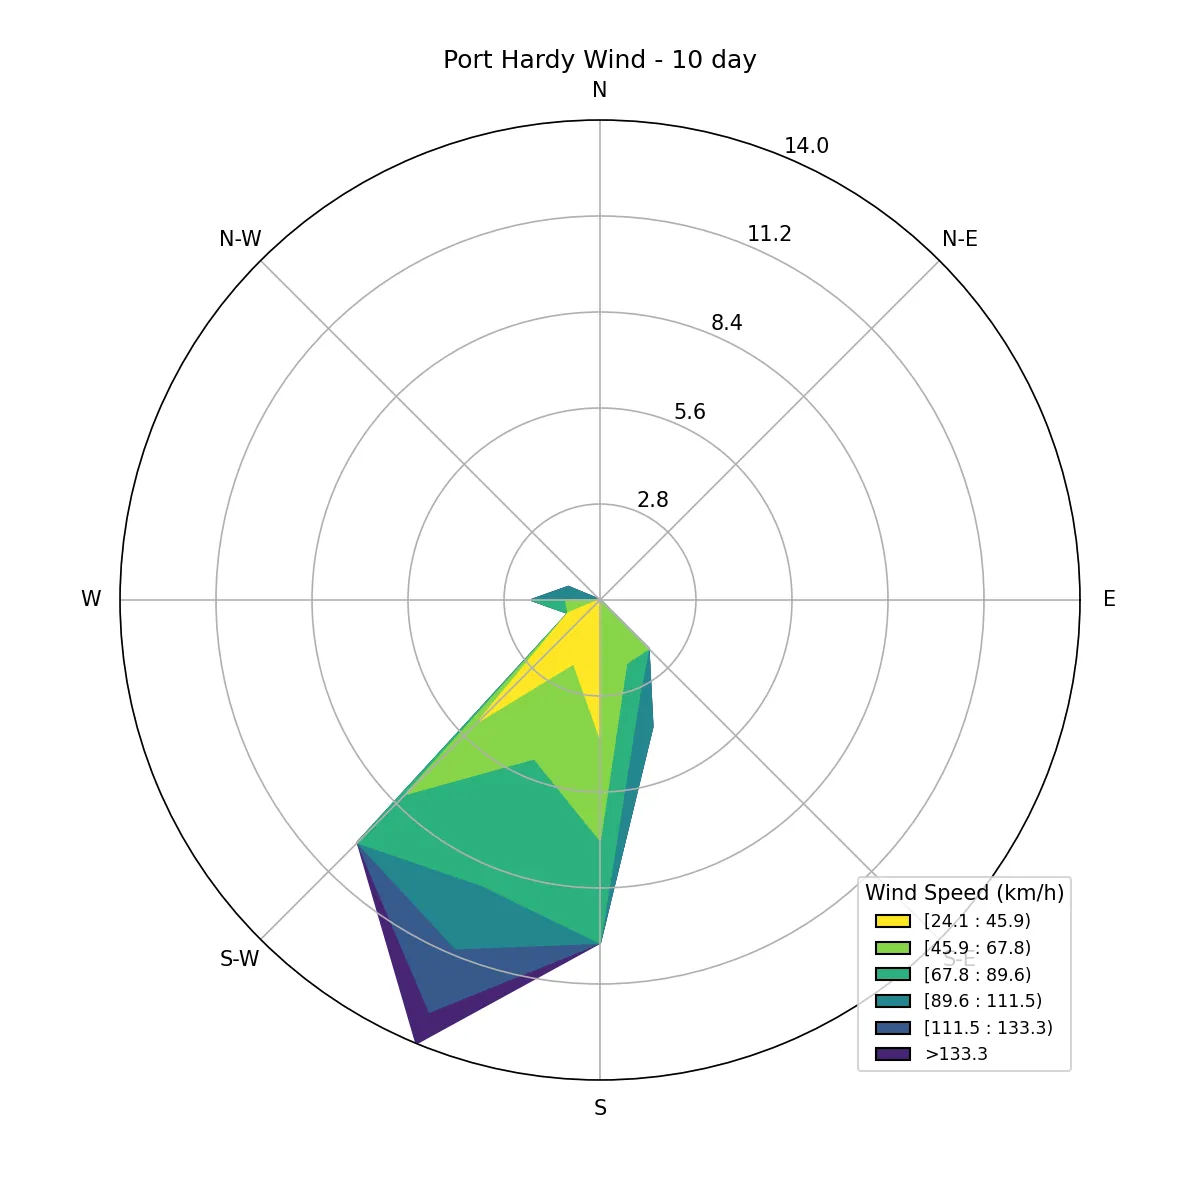 Port Hardy Wind - 10 day
N
14.0
N-W
11.2
N-E
8.4
5.6
2.8
W
E
Wind Speed (km/h)
[24.1 : 45.9)
[45.9 : 67.8)
S-W
S-E
[67.8 : 89.6)
[89.6 : 111.5)
[111.5 : 133.3)
>133.3
S